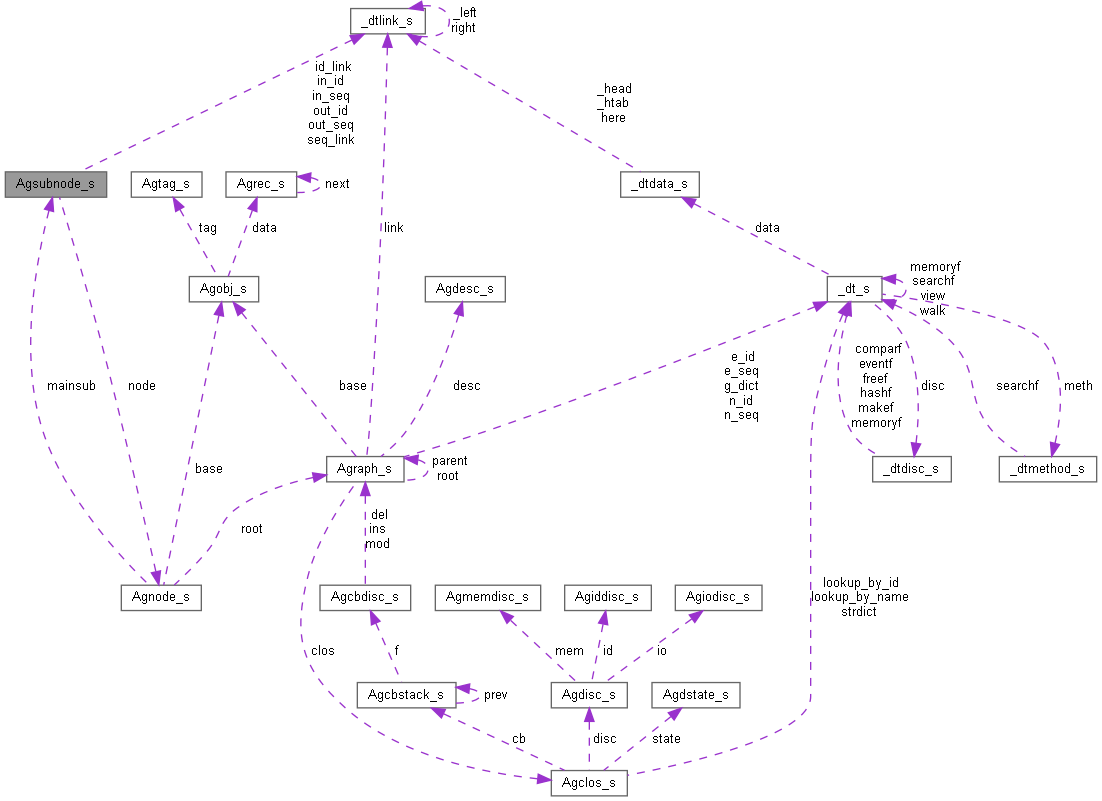 _dtlink_s
_left
right
id_link
in_id
in_seq
out_id
out_seq
seq_link
_head
_htab
here
Agsubnode_s
Agtag_s
Agrec_s
next
_dtdata_s
tag
data
link
data
Agobj_s
Agdesc_s
_dt_s
memoryf
searchf
view
walk
mainsub
node
base
desc
e_id
e_seq
g_dict
n_id
n_seq
comparf
eventf
freef
hashf
makef
memoryf
disc
searchf
meth
base
Agraph_s
parent
root
_dtdisc_s
_dtmethod_s
root
del
ins
mod
Agnode_s
Agcbdisc_s
Agmemdisc_s
Agiddisc_s
Agiodisc_s
lookup_by_id
lookup_by_name
strdict
clos
f
mem
id
io
Agcbstack_s
prev
Agdisc_s
Agdstate_s
cb
disc
state
Agclos_s